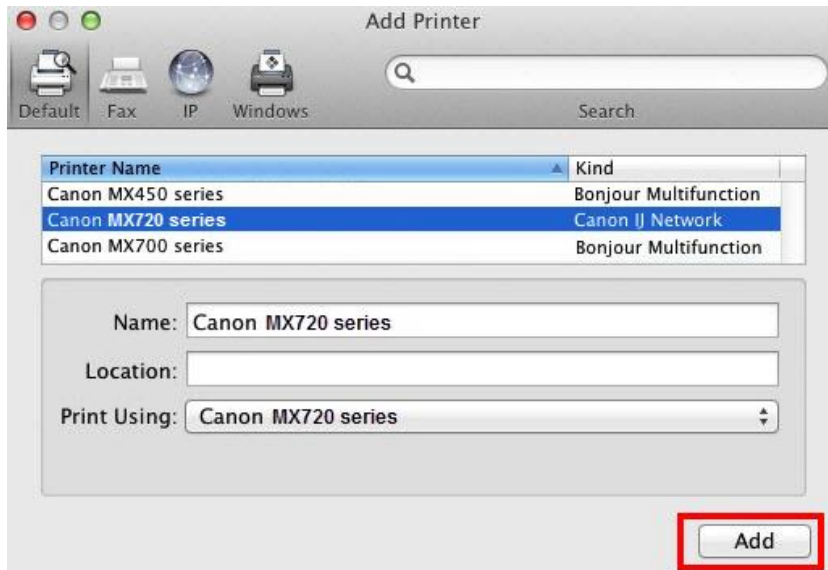 Add Printer
Default Fax IP Windows Search
Printer Name Kind
Canon MX450 series Bonjour Multifunction
Canon MX720 series Canon IJ Network
Canon MX700 series Bonjour Multifunction
Name: Canon MX720 series
Location:
Print Using: Canon MX720 series
Add